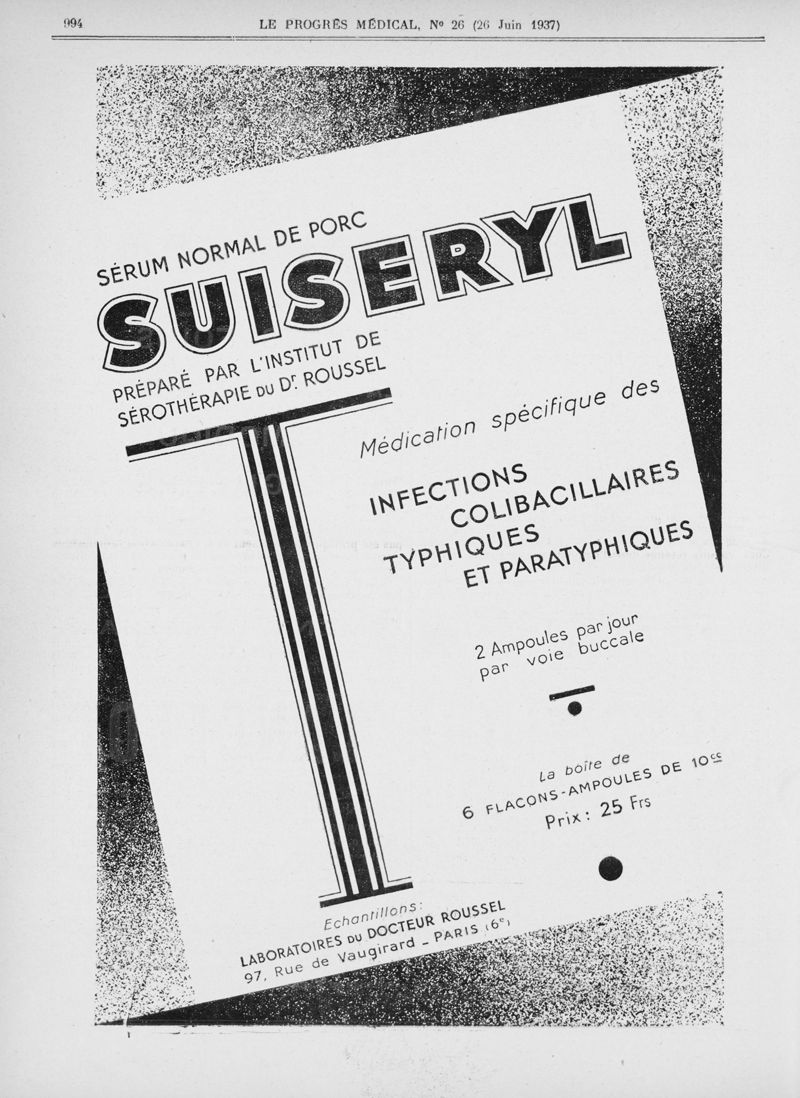 994
LE PROGRÈS MÉDICAL, Nº 26 (26 Juin 1937)
SÉRUM NORMAL DE PORC
SUISERYL
PRÉPARÉ PAR L'INSTITUT DE
SÉROTHÉRAPIE DU Dr. ROUSSEL
Médication spécifique des
INFECTIONS
COLIBACILLAIRES
TYPHIQUES
ET PARATYPHIQUES
2 Ampoules par jour
par voie buccale
La boîte de
6 FLACONS-AMPOULES DE 10cc
Prix: 25 Frs
Echantillons:
LABORATOIRES DU DOCTEUR ROUSSEL
97, Rue de Vaugirard _ PARIS (6e)